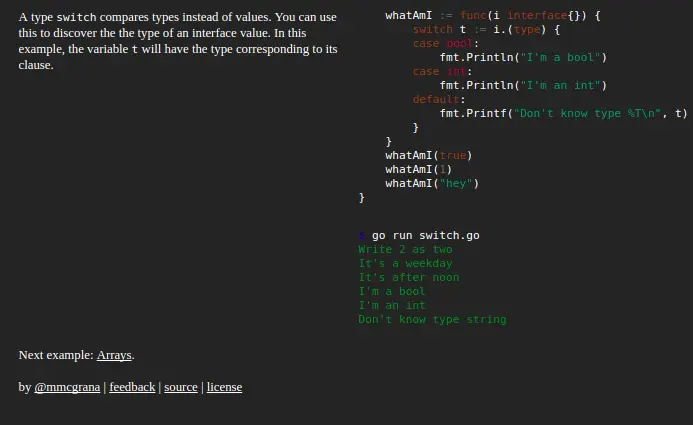 A type switch compares types instead of values. You can use
this to discover the the type of an interface value. In this
example, the variable t will have the type corresponding to its
clause.
whatAmI := func(i interface{}) {
switch t := i.(type) {
case bool:
fmt.Println("I'm a bool")
case int:
fmt.Println("I'm an int")
default:
fmt.Printf("Don't know type %T\n", t)
}
}
whatAmI(true)
whatAmI(1)
whatAmI("hey")
}
$ go run switch.go
Write 2 as two
It's a weekday
It's after noon
I'm a bool
I'm an int
Don't know type string
Next example: Arrays.
by @mmcgrana | feedback | source | license